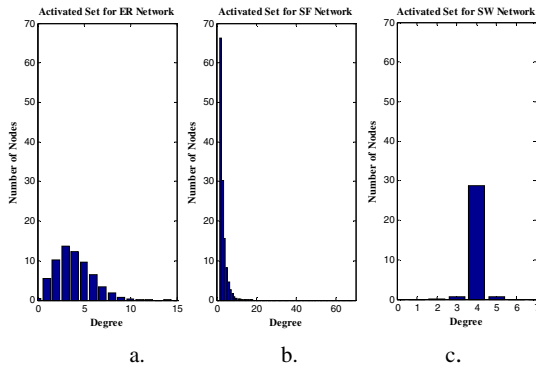 Activated Set for ER Network
70
60
50
40
30
20
10
0
Number of Nodes
0 5 10 15
Degree
a.
Activated Set for SF Network
70
60
50
40
30
20
10
0
Number of Nodes
0 20 40 60
Degree
b.
Activated Set for SW Network
70
60
50
40
30
20
10
0
Number of Nodes
0 1 2 3 4 5 6 7
Degree
c.